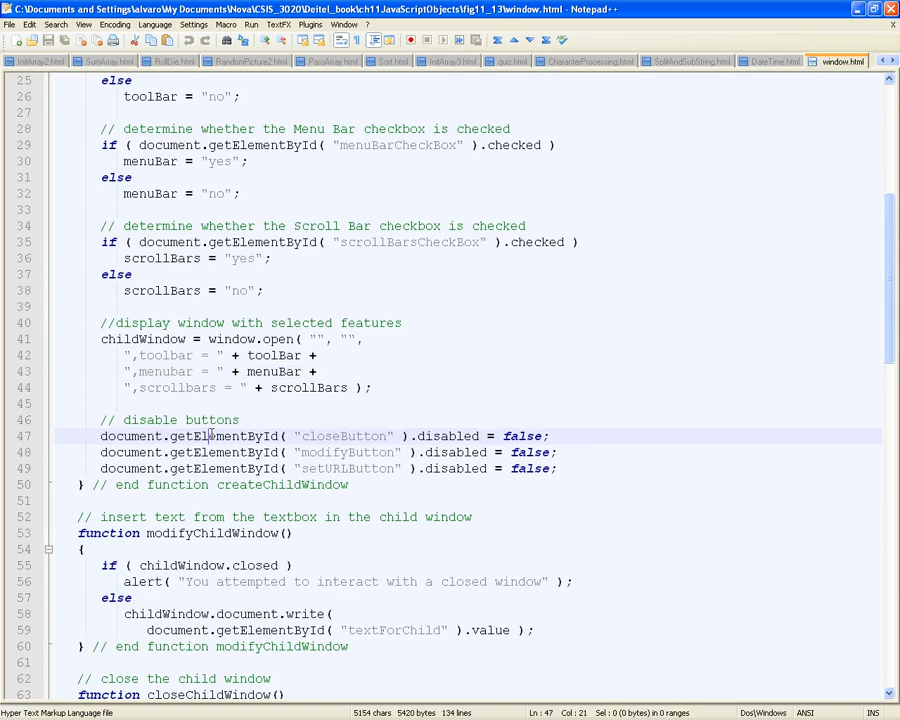 C:\Documents and Settings\alvaro\My Documents\Nova\CSIS_3020\Deitel_book\ch11JavaScriptObjects\fig11_13\window.html - Notepad++
File Edit Search View Encoding Language Settings Macro Run TextFX Plugins Window ? X
InitArray2.html SumArray.html RollDie.html RandomPicture2.html PassArray.html Sort.html InitArray3.html quiz.html CharacterProcessing.html SplitAndSubString.html DateTime.html window.html
25 else
26 toolBar = "no";
27
28 // determine whether the Menu Bar checkbox is checked
29 if ( document.getElementById( "menuBarCheckBox" ).checked )
30 menuBar = "yes";
31 else
32 menuBar = "no";
33
34 // determine whether the Scroll Bar checkbox is checked
35 if ( document.getElementById( "scrollBarsCheckBox" ).checked )
36 scrollBars = "yes";
37 else
38 scrollBars = "no";
39
40 //display window with selected features
41 childWindow = window.open( "", "",
42 ",toolbar = " + toolBar +
43 ",menubar = " + menuBar +
44 ",scrollbars = " + scrollBars );
45
46 // disable buttons
47 document.getElementById( "closeButton" ).disabled = false;
48 document.getElementById( "modifyButton" ).disabled = false;
49 document.getElementById( "setURLButton" ).disabled = false;
50 } // end function createChildWindow
51
52 // insert text from the textbox in the child window
53 function modifyChildWindow()
54 {
55 if ( childWindow.closed )
56 alert( "You attempted to interact with a closed window" );
57 else
58 childWindow.document.write(
59 document.getElementById( "textForChild" ).value );
60 } // end function modifyChildWindow
61
62 // close the child window
63 function closeChildWindow()
Hyper Text Markup Language file 5154 chars 5420 bytes 134 lines Ln : 47 Col : 21 Sel : 0 (0 bytes) in 0 ranges Dos\Windows ANSI INS